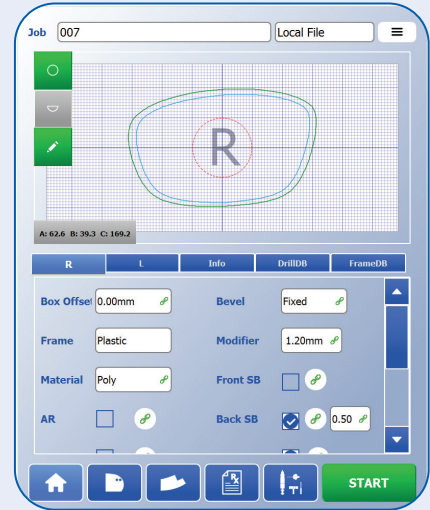 Job 007 Local File
R
A: 62.6 B: 39.3 C: 169.2
R L Info DrillDB FrameDB
Box Offset 0.00mm Bevel Fixed
Frame Plastic Modifier 1.20mm
Material Poly Front SB
AR Back SB 0.50
Rx
START